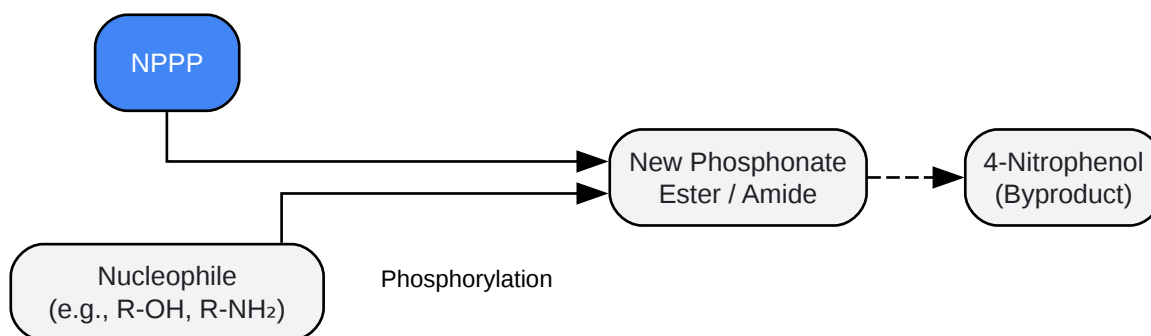 NPPP
New Phosphonate
Ester / Amide
4-Nitrophenol
(Byproduct)
Nucleophile
(e.g., R-OH, R-NH₂)
Phosphorylation